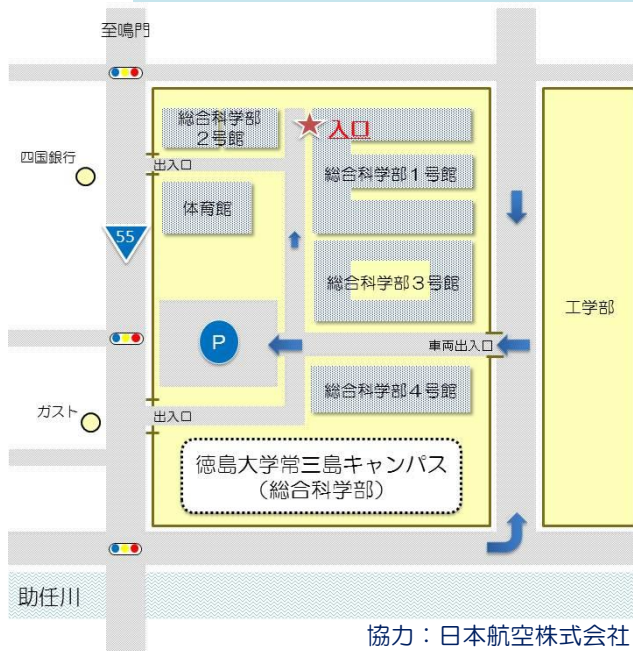 至鳴門
総合科学部
2号館
入口
四国銀行
出入口
総合科学部1号館
体育館
55
総合科学部3号館
工学部
P
車両出入口
総合科学部4号館
ガスト
出入口
徳島大学常三島キャンパス
（総合科学部）
助任川
協力：日本航空株式会社